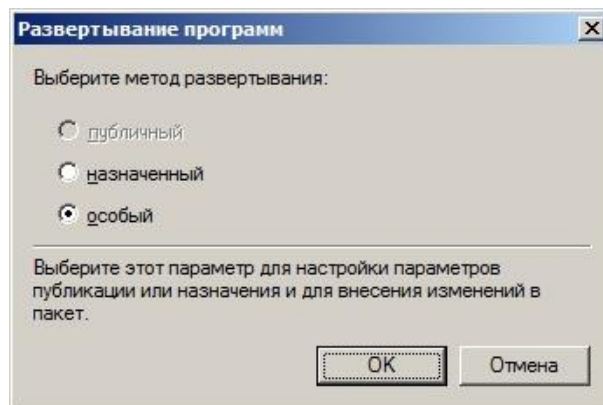 Развертывание программ
Выберите метод развертывания:
публичный
назначенный
особый
Выберите этот параметр для настройки параметров
публикации или назначения и для внесения изменений в
пакет.
OK
Отмена